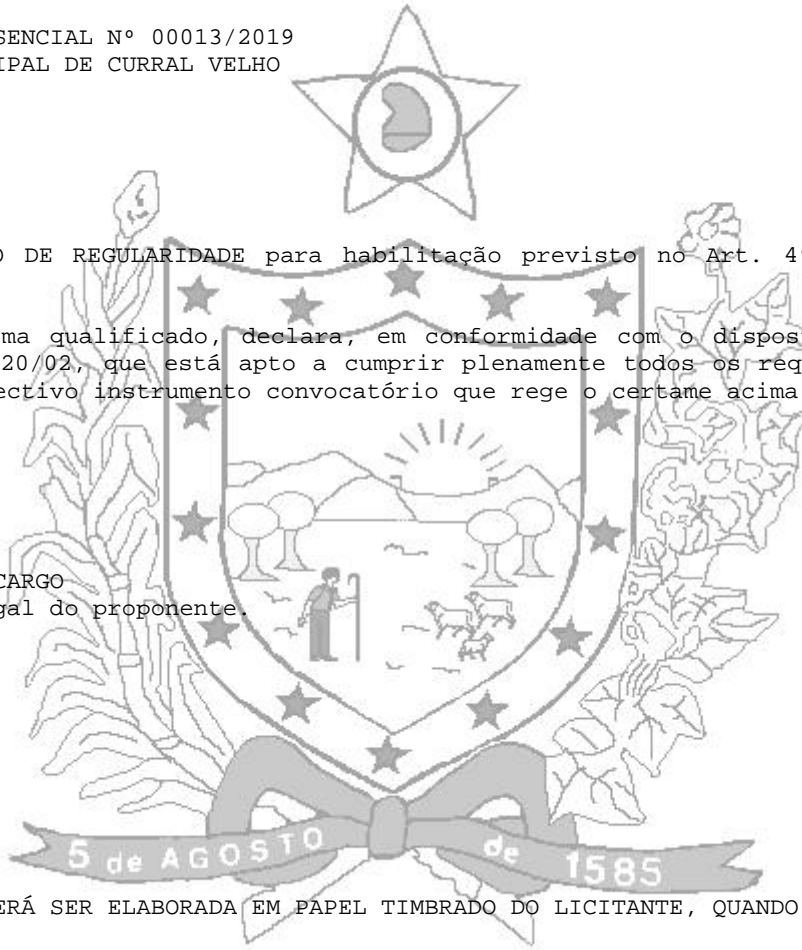 SENCIAL Nº 00013/2019
IPAL DE CURRAL VELHO
O DE REGULARIDADE para habilitação previsto no Art. 4º
ma qualificado, declara, em conformidade com o dispos
20/02, que está apto a cumprir plenamente todos os req
ectivo instrumento convocatório que rege o certame acima
CARGO
gal do proponente.
5 de AGOSTO de 1585
ERÁ SER ELABORADA EM PAPEL TIMBRADO DO LICITANTE, QUANDO